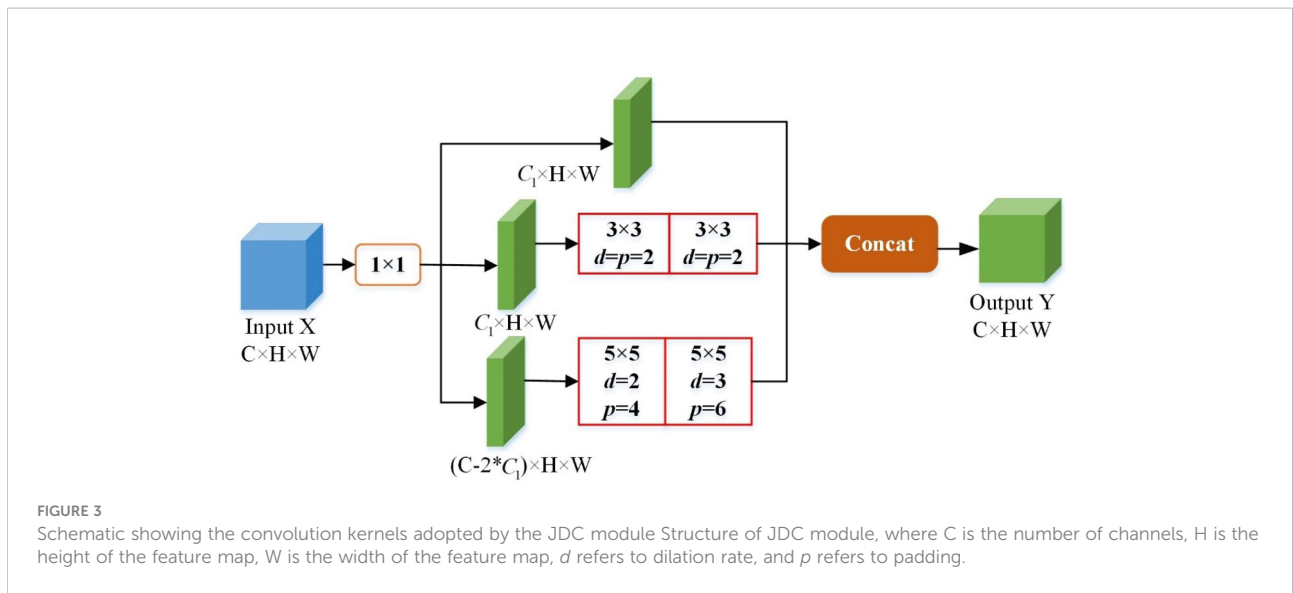 C₁×H×W
3×3
d=p=2
3×3
d=p=2
Concat
1×1
Input X
C×H×W
C₁×H×W
Output Y
C×H×W
5×5
d=2
p=4
5×5
d=3
p=6
(C-2*C₁)×H×W
FIGURE 3
Schematic showing the convolution kernels adopted by the JDC module Structure of JDC module, where C is the number of channels, H is the
height of the feature map, W is the width of the feature map, d refers to dilation rate, and p refers to padding.